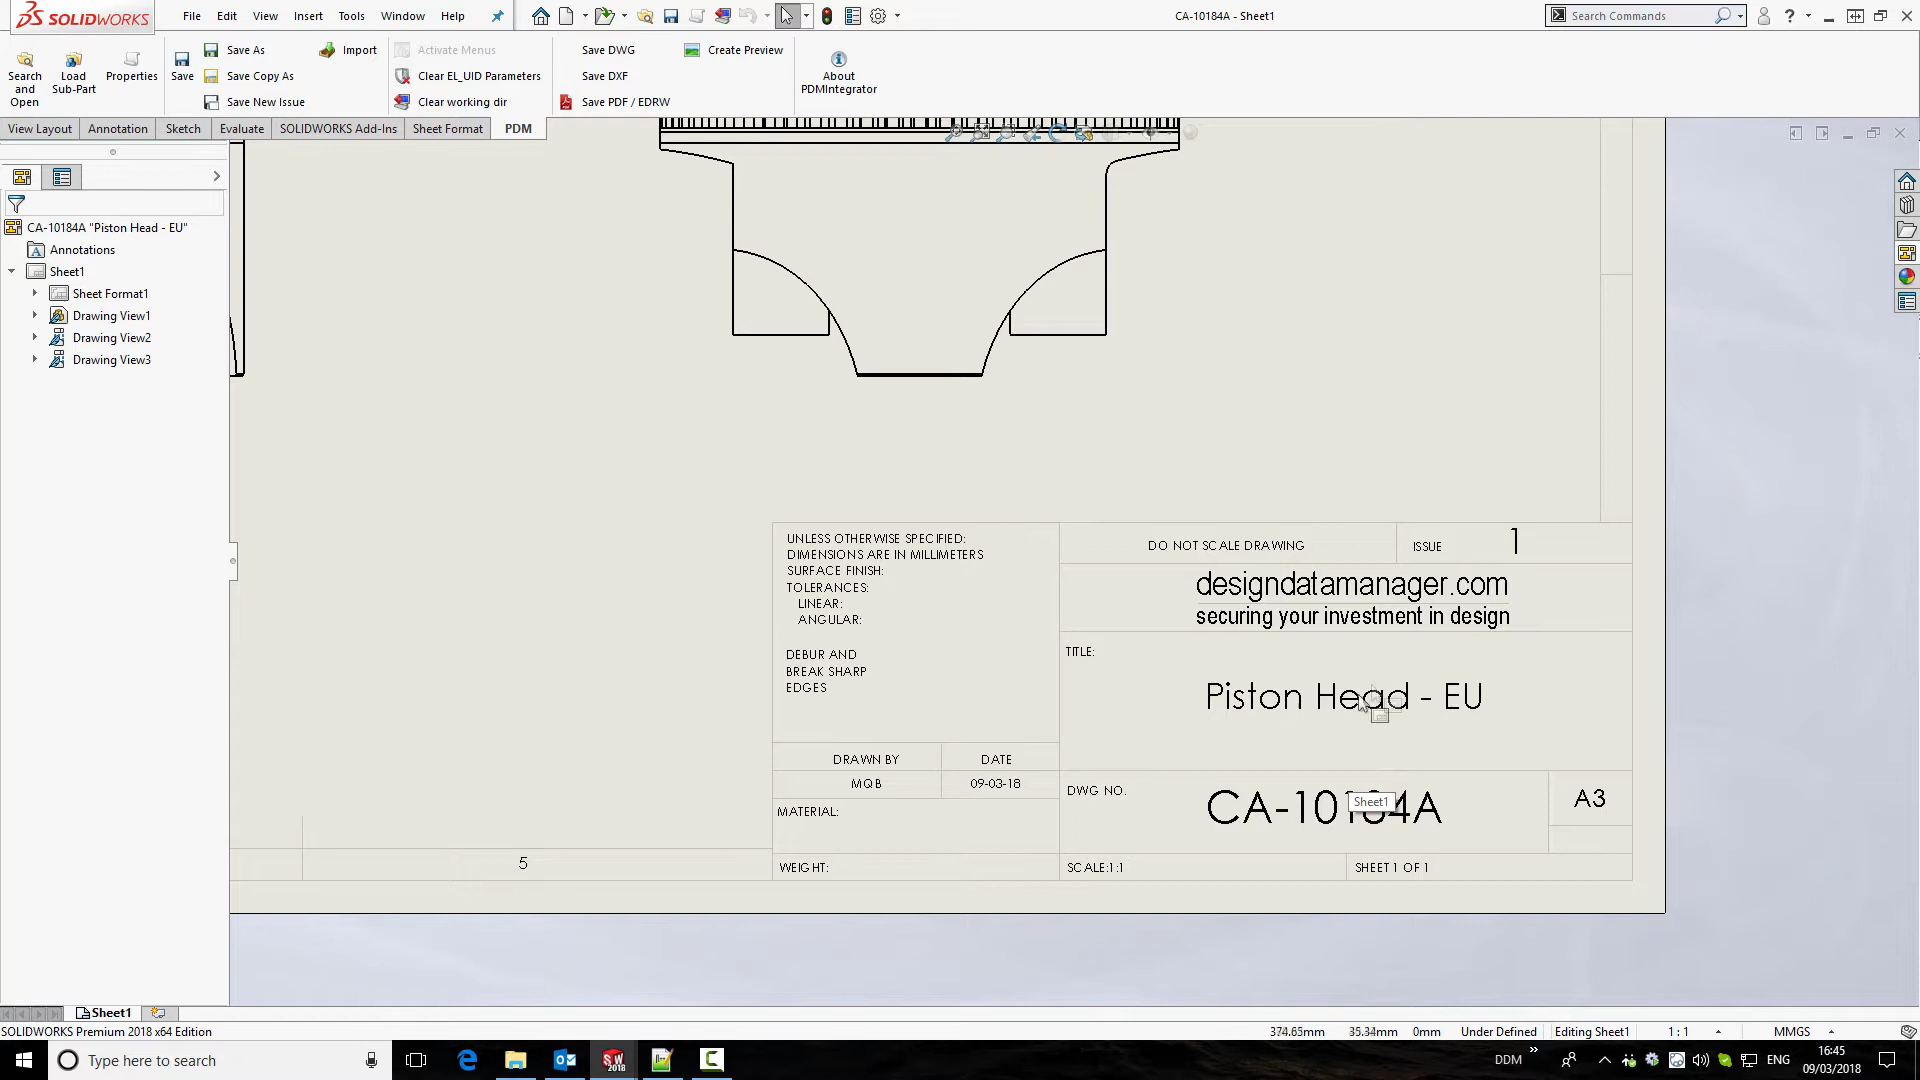 SOLIDWORKS
File Edit View Insert Tools Window Help
CA-10184A - Sheet1
Search Commands
Search and Open
Load Sub-Part
Properties
Save
Save As
Save Copy As
Save New Issue
Import
Activate Menus
Clear EL_UID Parameters
Clear working dir
Save DWG
Save DXF
Save PDF / EDRW
Create Preview
About PDMIntegrator
View Layout Annotation Sketch Evaluate SOLIDWORKS Add-Ins Sheet Format PDM
CA-10184A "Piston Head - EU"
Annotations
Sheet1
Sheet Format1
Drawing View1
Drawing View2
Drawing View3
UNLESS OTHERWISE SPECIFIED:
DIMENSIONS ARE IN MILLIMETERS
SURFACE FINISH:
TOLERANCES:
LINEAR:
ANGULAR:
DEBUR AND
BREAK SHARP
EDGES
DRAWN BY DATE
MQB 09-03-18
MATERIAL:
WEIGHT:
DO NOT SCALE DRAWING
ISSUE 1
designdatamanager.com
securing your investment in design
TITLE:
Piston Head - EU
DWG NO.
CA-10184A
Sheet1
A3
SCALE:1:1
SHEET 1 OF 1
5
Sheet1
SOLIDWORKS Premium 2018 x64 Edition
374.65mm 35.34mm 0mm Under Defined Editing Sheet1 1 : 1 MMGS
Type here to search
DDM
ENG
16:45
09/03/2018